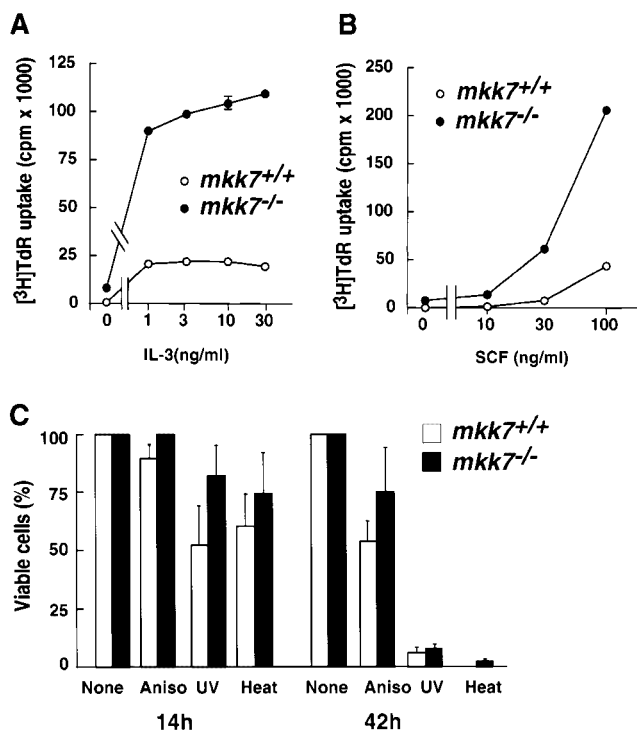 A
[³H]TdR uptake (cpm x 1000)
125
100
75
50
25
0
mkk7+/+
mkk7-/-
0 1 3 10 30
IL-3(ng/ml)
B
[³H]TdR uptake (cpm x 1000)
250
200
150
100
50
0
mkk7+/+
mkk7-/-
0 10 30 100
SCF (ng/ml)
C
Viable cells (%)
100
75
50
25
0
mkk7+/+
mkk7-/-
None Aniso UV Heat None Aniso UV Heat
14h 42h